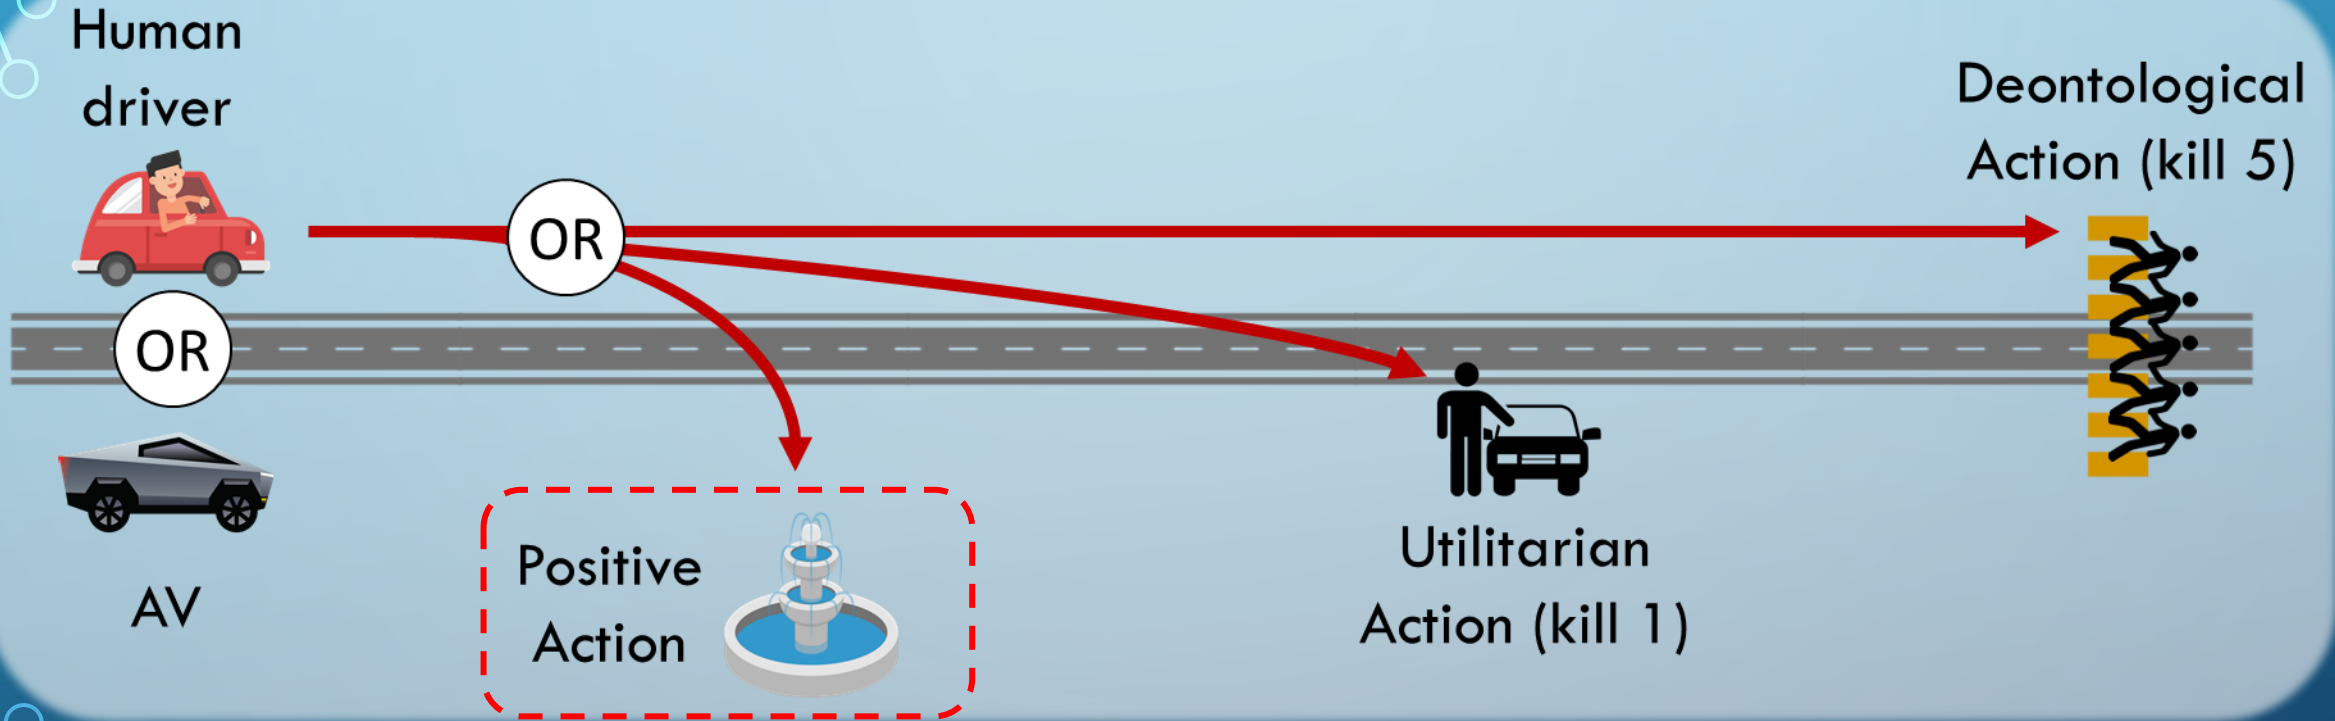 Human
driver
OR
AV
OR
Positive
Action
Utilitarian
Action (kill 1)
Deontological
Action (kill 5)